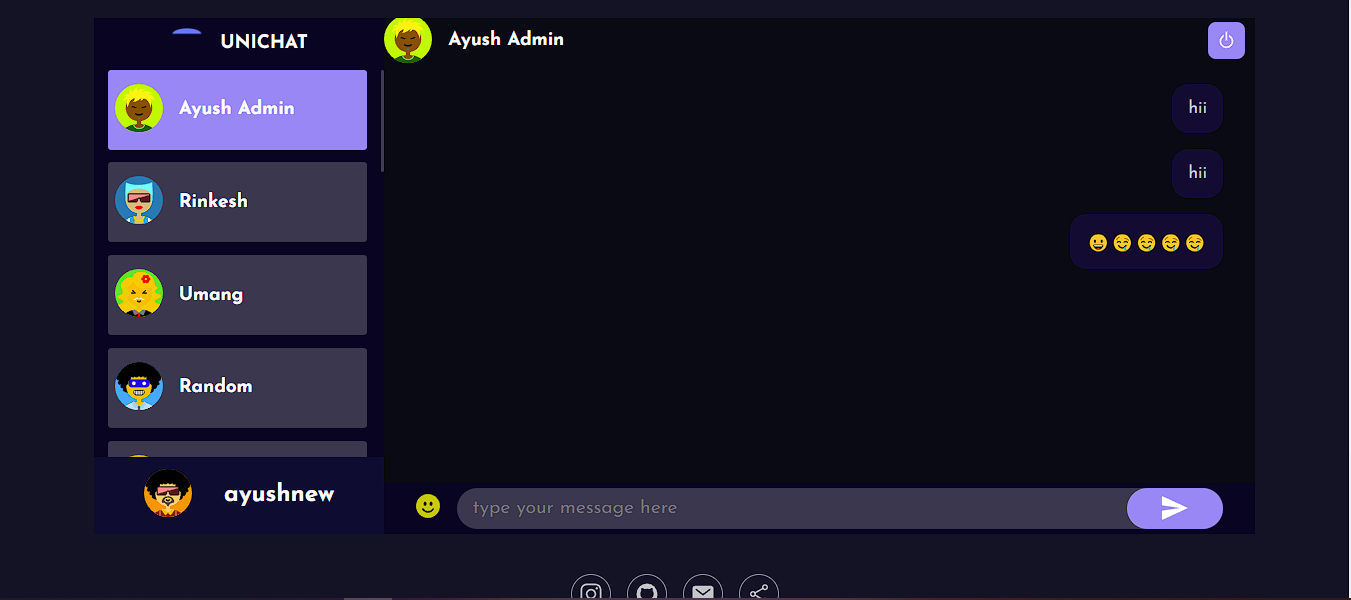 UNICHAT
Ayush Admin
Rinkesh
Umang
Random
ayushnew
Ayush Admin
hii
hii
😀🤤😊🤤🤤
type your message here